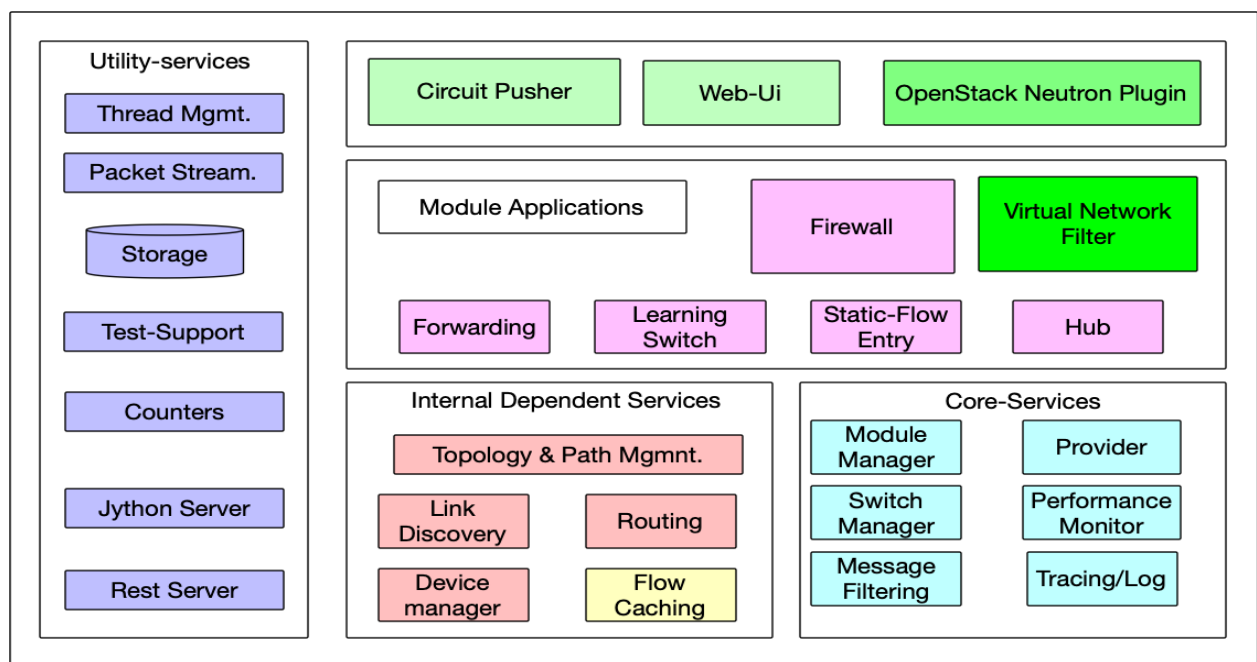 Utility-services
Thread Mgmt.
Packet Stream.
Storage
Test-Support
Counters
Jython Server
Rest Server
Circuit Pusher
Web-Ui
OpenStack Neutron Plugin
Module Applications
Firewall
Virtual Network
Filter
Forwarding
Learning
Switch
Static-Flow
Entry
Hub
Internal Dependent Services
Topology & Path Mgmnt.
Link
Discovery
Routing
Device
manager
Flow
Caching
Core-Services
Module
Manager
Provider
Switch
Manager
Performance
Monitor
Message
Filtering
Tracing/Log